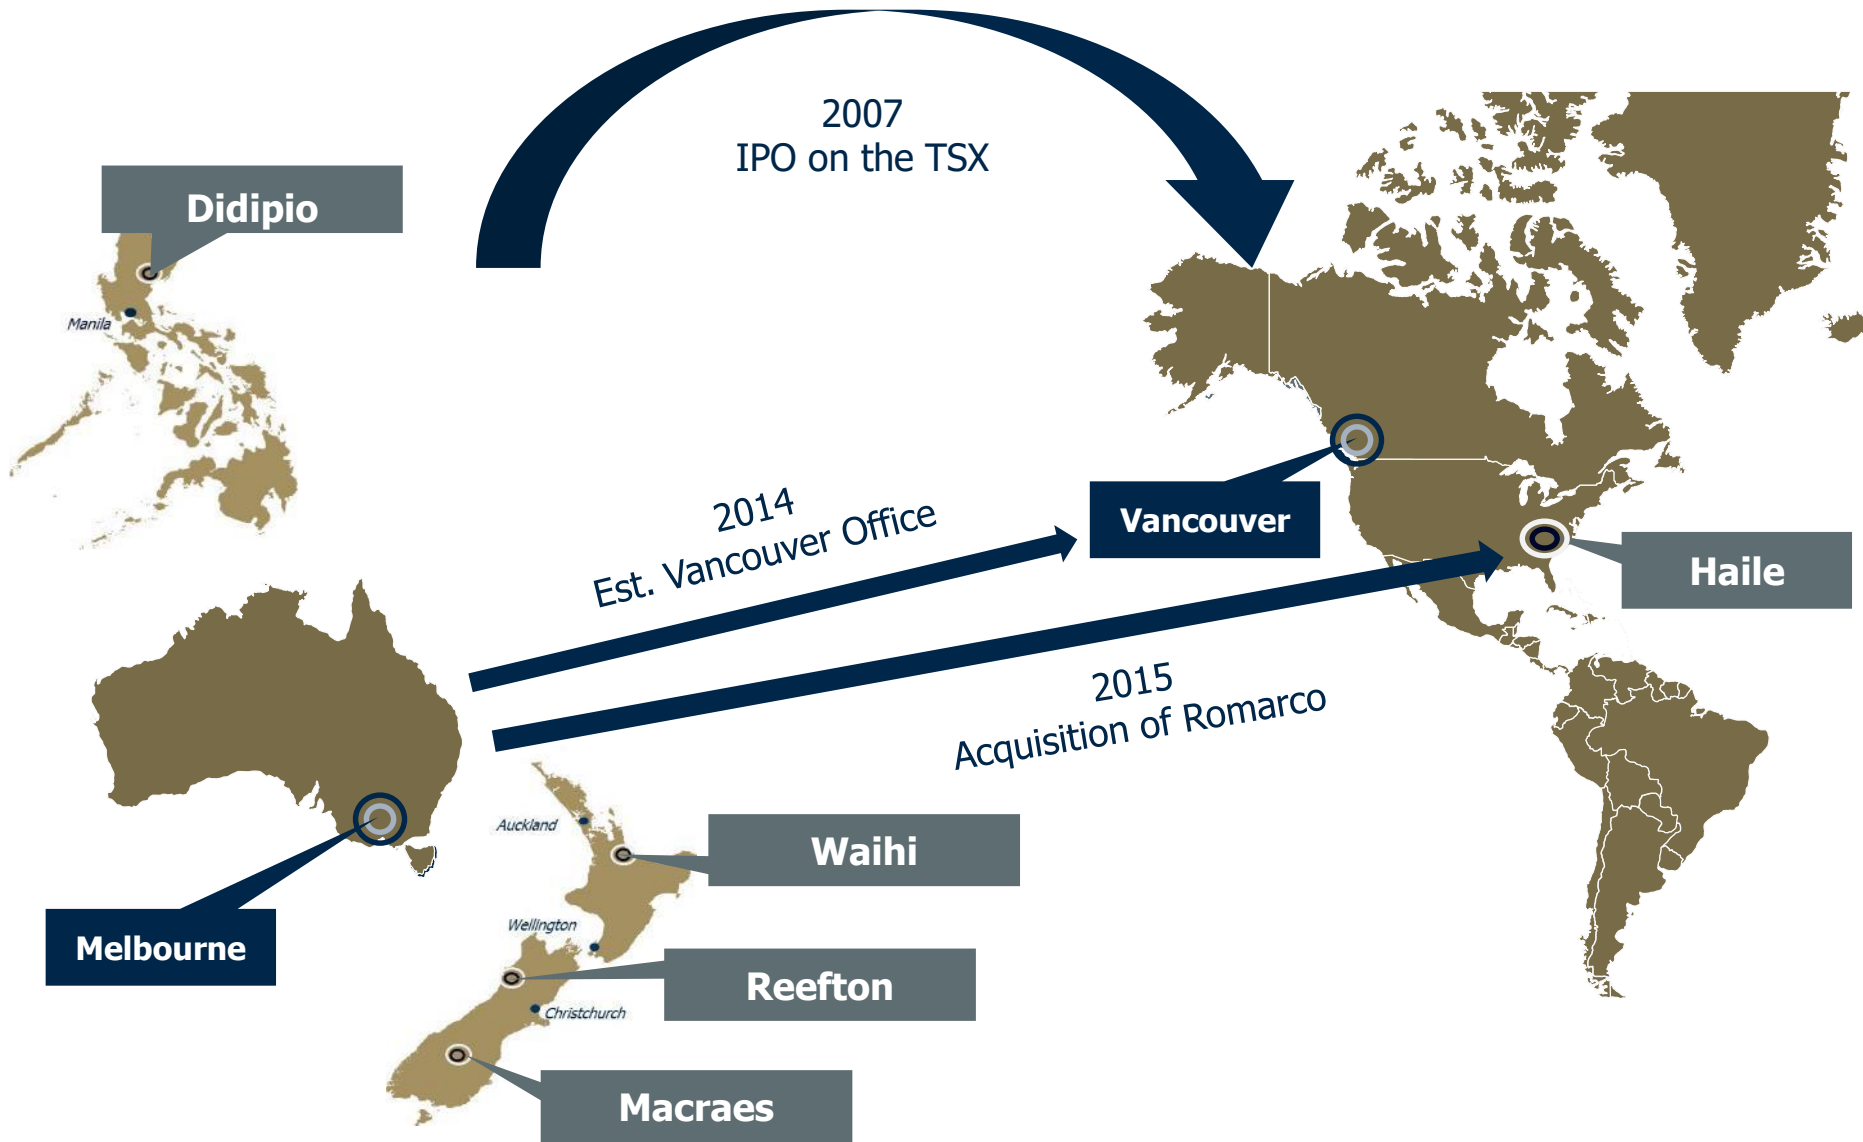 2007
IPO on the TSX
Didipio
Manila
2014
Est. Vancouver Office
Vancouver
Haile
2015
Acquisition of Romarco
Auckland
Waihi
Wellington
Melbourne
Reefton
Christchurch
Macraes